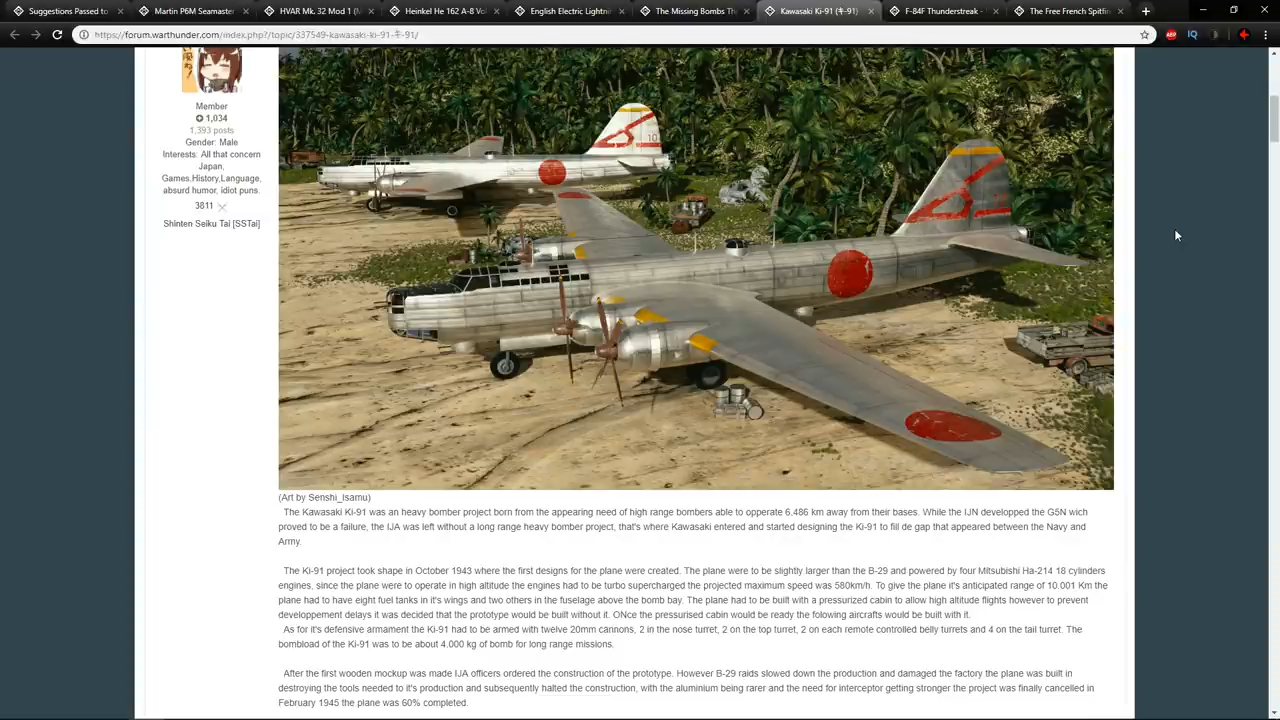 Suggestions Passed to
Martin P6M Seamaster
HVAR Mk. 32 Mod 1 (M
Heinkel He 162 A-8 Vol
English Electric Lightnin
The Missing Bombs Th
Kawasaki Ki-91 (キ-91)
F-84F Thunderstreak -
The Free French Spitfir
https://forum.warthunder.com/index.php?/topic/337549-kawasaki-ki-91-キ-91/
ABP
IQ
Member
1,034
1,393 posts
Gender: Male
Interests: All that concern
Japan,
Games,History,Language,
absurd humor, idiot puns.
3811
Shinten Seiku Tai [SSTai]
10
(Art by Senshi_Isamu)
The Kawasaki Ki-91 was an heavy bomber project born from the appearing need of high range bombers able to opperate 6,486 km away from their bases. While the IJN developped the G5N wich
proved to be a failure, the IJA was left without a long range heavy bomber project, that's where Kawasaki entered and started designing the Ki-91 to fill de gap that appeared between the Navy and
Army.
The Ki-91 project took shape in October 1943 where the first designs for the plane were created. The plane were to be slightly larger than the B-29 and powered by four Mitsubishi Ha-214 18 cylinders
engines, since the plane were to operate in high altitude the engines had to be turbo supercharged the projected maximum speed was 580km/h. To give the plane it's anticipated range of 10,001 Km the
plane had to have eight fuel tanks in it's wings and two others in the fuselage above the bomb bay. The plane had to be built with a pressurized cabin to allow high altitude flights however to prevent
developpement delays it was decided that the prototype would be built without it. ONce the pressurised cabin would be ready the folowing aircrafts would be built with it.
As for it's defensive armament the Ki-91 had to be armed with twelve 20mm cannons, 2 in the nose turret, 2 on the top turret, 2 on each remote controlled belly turrets and 4 on the tail turret. The
bombload of the Ki-91 was to be about 4.000 kg of bomb for long range missions.
After the first wooden mockup was made IJA officers ordered the construction of the prototype. However B-29 raids slowed down the production and damaged the factory the plane was built in
destroying the tools needed to it's production and subsequently halted the construction, with the aluminium being rarer and the need for interceptor getting stronger the project was finally cancelled in
February 1945 the plane was 60% completed.